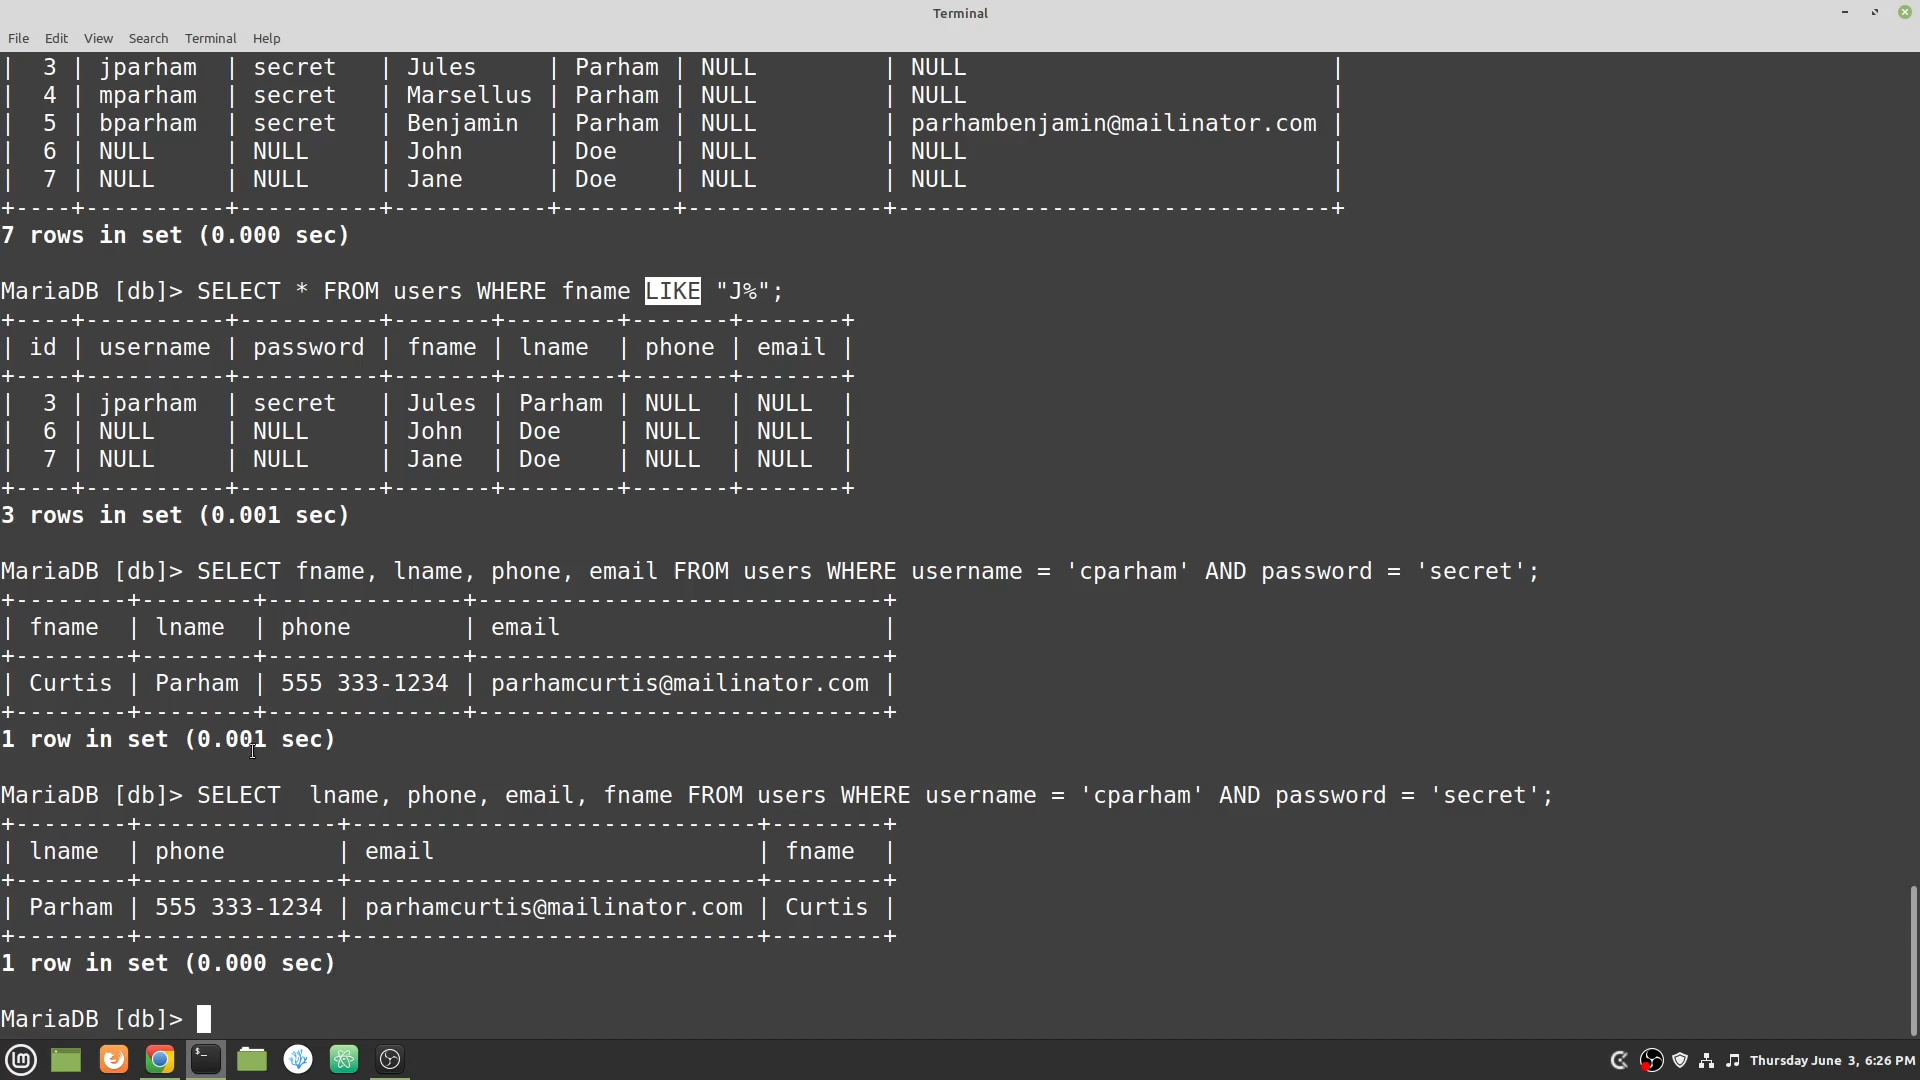 Terminal
File Edit View Search Terminal Help
| 3 | jparham | secret | Jules | Parham | NULL | NULL |
| 4 | mparham | secret | Marsellus | Parham | NULL | NULL |
| 5 | bparham | secret | Benjamin | Parham | NULL | parhambenjamin@mailinator.com |
| 6 | NULL | NULL | John | Doe | NULL | NULL |
| 7 | NULL | NULL | Jane | Doe | NULL | NULL |
+----+----------+----------+-----------+--------+--------------+-------------------------------+
7 rows in set (0.000 sec)
MariaDB [db]> SELECT * FROM users WHERE fname LIKE "J%";
+----+----------+----------+-------+--------+-------+-------+
| id | username | password | fname | lname | phone | email |
+----+----------+----------+-------+--------+-------+-------+
| 3 | jparham | secret | Jules | Parham | NULL | NULL |
| 6 | NULL | NULL | John | Doe | NULL | NULL |
| 7 | NULL | NULL | Jane | Doe | NULL | NULL |
+----+----------+----------+-------+--------+-------+-------+
3 rows in set (0.001 sec)
MariaDB [db]> SELECT fname, lname, phone, email FROM users WHERE username = 'cparham' AND password = 'secret';
+--------+--------+--------------+-----------------------------+
| fname | lname | phone | email |
+--------+--------+--------------+-----------------------------+
| Curtis | Parham | 555 333-1234 | parhamcurtis@mailinator.com |
+--------+--------+--------------+-----------------------------+
1 row in set (0.001 sec)
MariaDB [db]> SELECT  lname, phone, email, fname FROM users WHERE username = 'cparham' AND password = 'secret';
+--------+--------------+-----------------------------+--------+
| lname | phone | email | fname |
+--------+--------------+-----------------------------+--------+
| Parham | 555 333-1234 | parhamcurtis@mailinator.com | Curtis |
+--------+--------------+-----------------------------+--------+
1 row in set (0.000 sec)
MariaDB [db]>
Thursday June 3, 6:26 PM